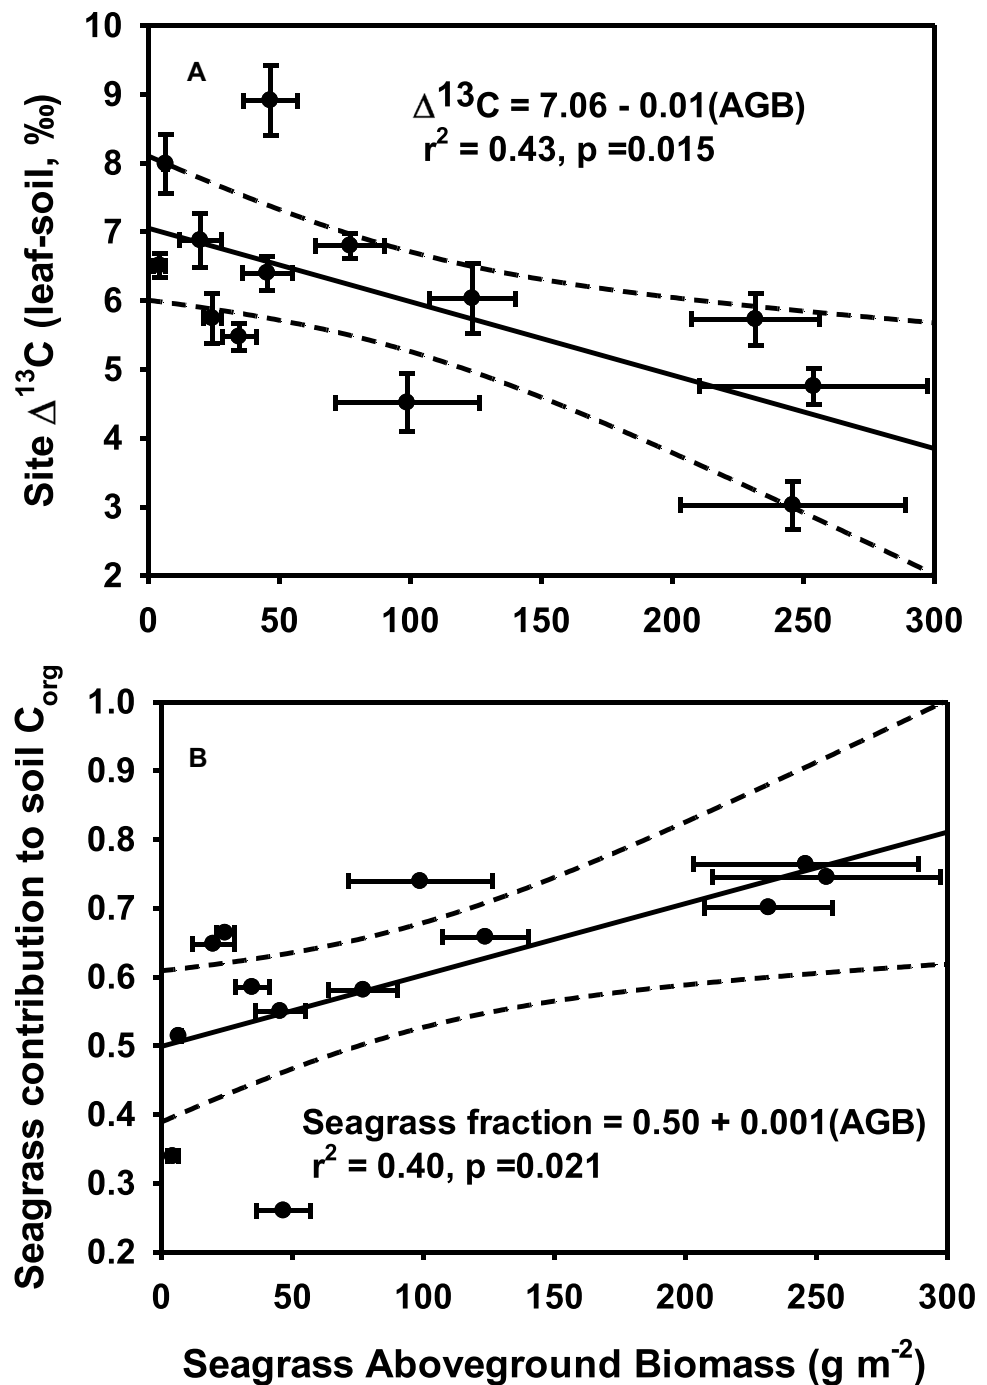 A
Δ¹³C = 7.06 - 0.01(AGB)
r² = 0.43, p =0.015
Site Δ¹³C (leaf-soil, ‰)
10
9
8
7
6
5
4
3
2
0 50 100 150 200 250 300
B
Seagrass contribution to soil C_org
1.0
0.9
0.8
0.7
0.6
0.5
0.4
0.3
0.2
Seagrass fraction = 0.50 + 0.001(AGB)
r² = 0.40, p =0.021
0 50 100 150 200 250 300
Seagrass Aboveground Biomass (g m⁻²)